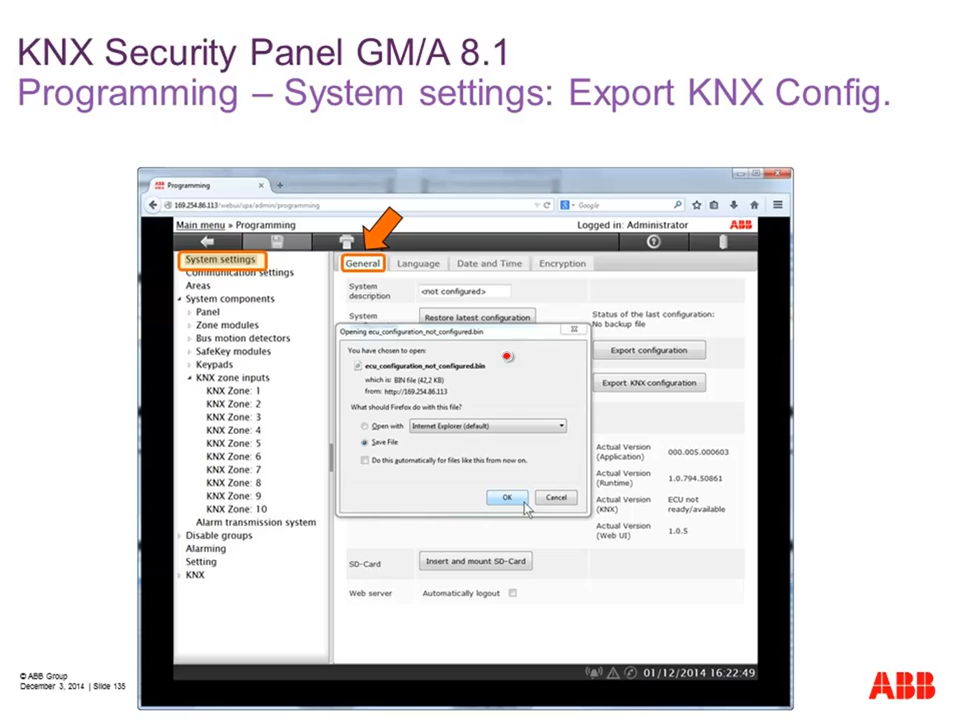 KNX Security Panel GM/A 8.1
Programming – System settings: Export KNX Config.
ABB Programming
169.254.86.113/webui/upa/admin/programming
Google
Main menu » Programming
Logged in: Administrator
ABB
System settings
Communication settings
Areas
System components
Panel
Zone modules
Bus motion detectors
SafeKey modules
Keypads
KNX zone inputs
KNX Zone: 1
KNX Zone: 2
KNX Zone: 3
KNX Zone: 4
KNX Zone: 5
KNX Zone: 6
KNX Zone: 7
KNX Zone: 8
KNX Zone: 9
KNX Zone: 10
Alarm transmission system
Disable groups
Alarming
Setting
KNX
General
Language
Date and Time
Encryption
System
description
<not configured>
System
Restore latest configuration
Status of the last configuration:
No backup file
Export configuration
Export KNX configuration
Opening ecu_configuration_not_configured.bin
You have chosen to open:
ecu_configuration_not_configured.bin
which is: BIN file (42,2 KB)
from: http://169.254.86.113
What should Firefox do with this file?
Open with
Internet Explorer (default)
Save File
Do this automatically for files like this from now on.
OK
Cancel
Actual Version
(Application)
000.005.000603
Actual Version
(Runtime)
1.0.794.50861
Actual Version
(KNX)
ECU not
ready/available
Actual Version
(Web UI)
1.0.5
SD-Card
Insert and mount SD-Card
Web server
Automatically logout
01/12/2014 16:22:49
© ABB Group
December 3, 2014 | Slide 135
ABB